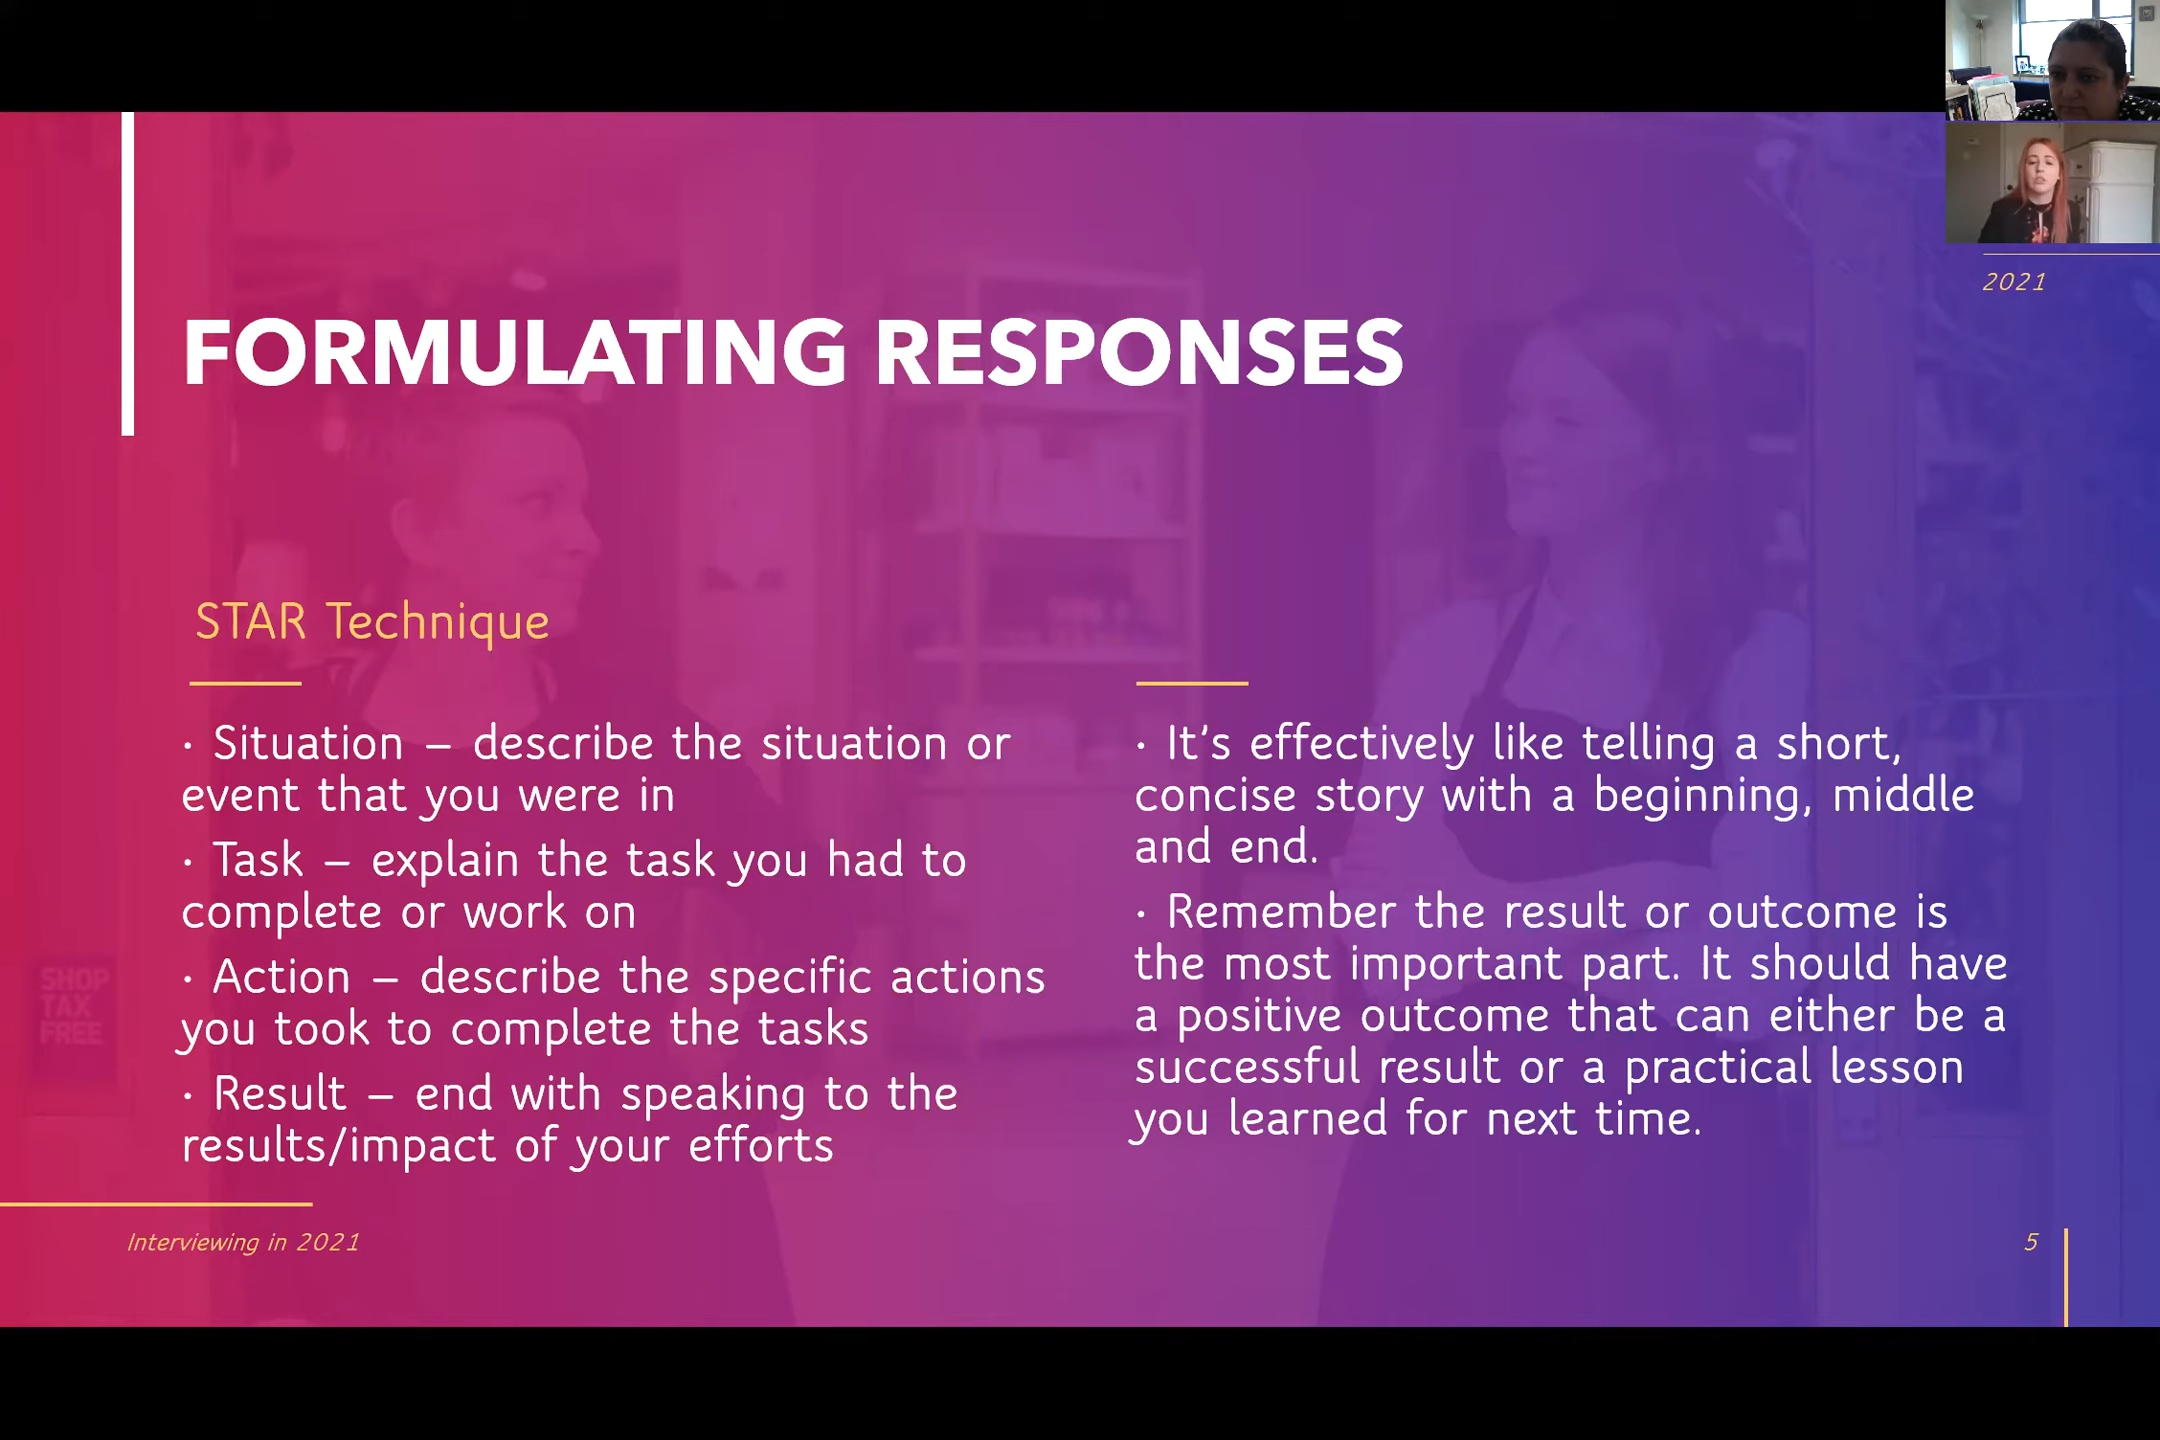 2021
FORMULATING RESPONSES
STAR Technique
· Situation – describe the situation or
event that you were in
· Task – explain the task you had to
complete or work on
· Action – describe the specific actions
you took to complete the tasks
· Result – end with speaking to the
results/impact of your efforts
· It's effectively like telling a short,
concise story with a beginning, middle
and end.
· Remember the result or outcome is
the most important part. It should have
a positive outcome that can either be a
successful result or a practical lesson
you learned for next time.
SHOP
TAX
FREE
Interviewing in 2021
5